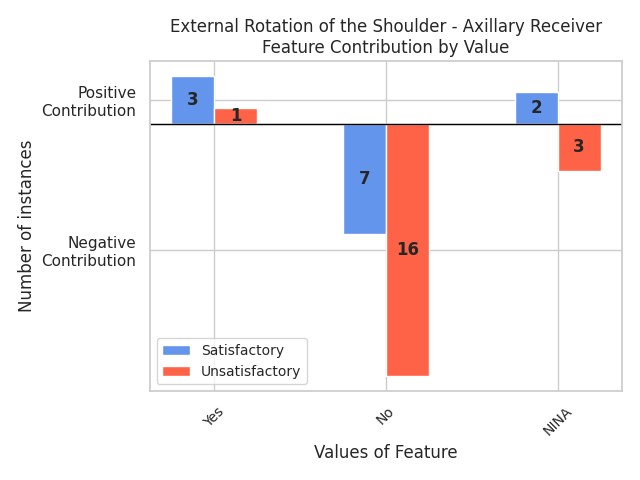 External Rotation of the Shoulder - Axillary Receiver
Feature Contribution by Value
Number of instances
Positive
Contribution
Negative
Contribution
3
1
7
16
2
3
Satisfactory
Unsatisfactory
Yes
No
NINA
Values of Feature